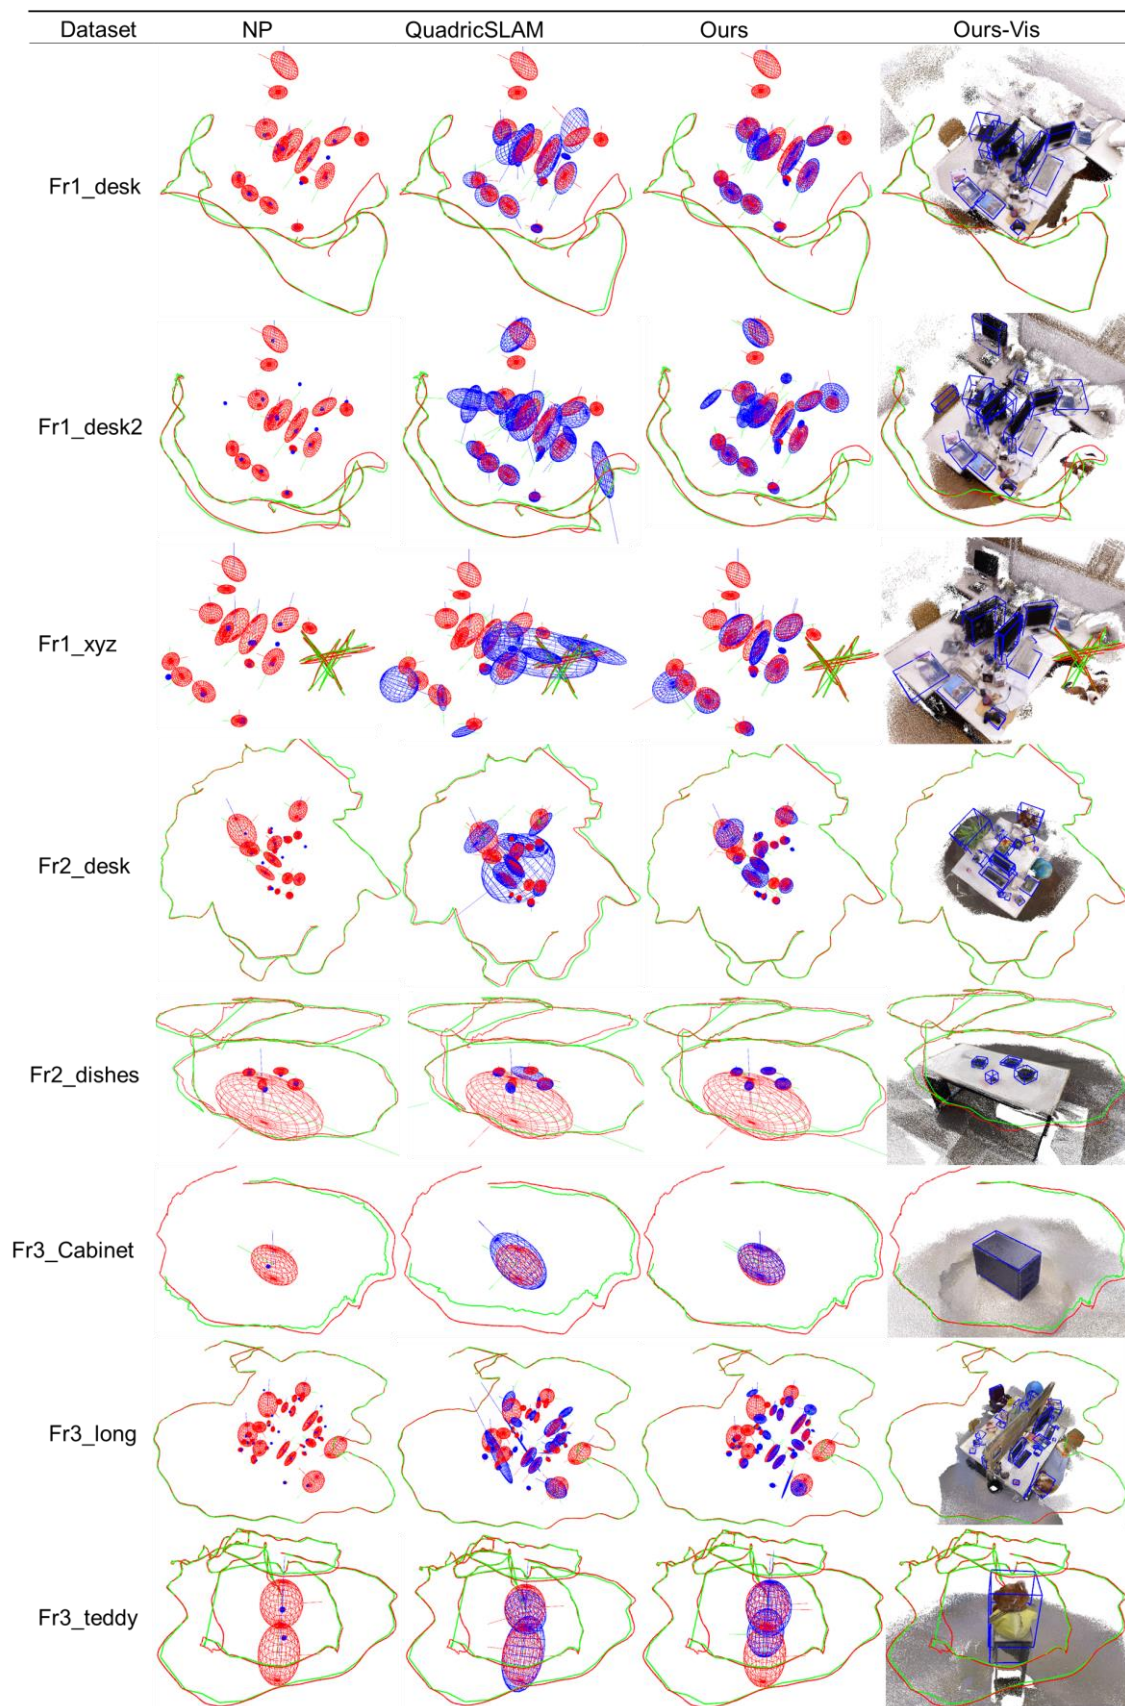 Dataset NP QuadricSLAM Ours Ours-Vis
Fr1_desk
Fr1_desk2
Fr1_xyz
Fr2_desk
Fr2_dishes
Fr3_Cabinet
Fr3_long
Fr3_teddy